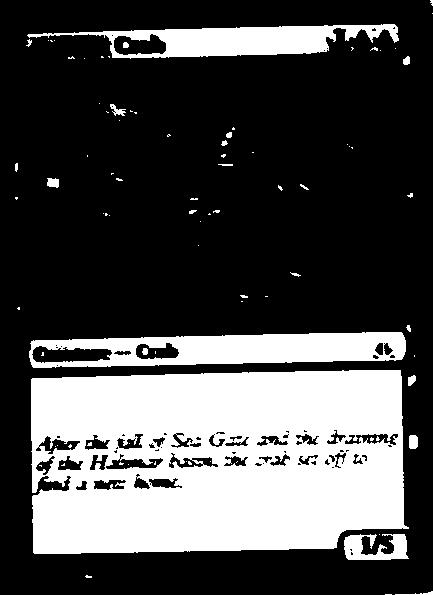 Crab
Creature — Crab
After the fall of Sea Gate and the draining
of the Halimar basin, the crab set off to
find a new home.
1/5